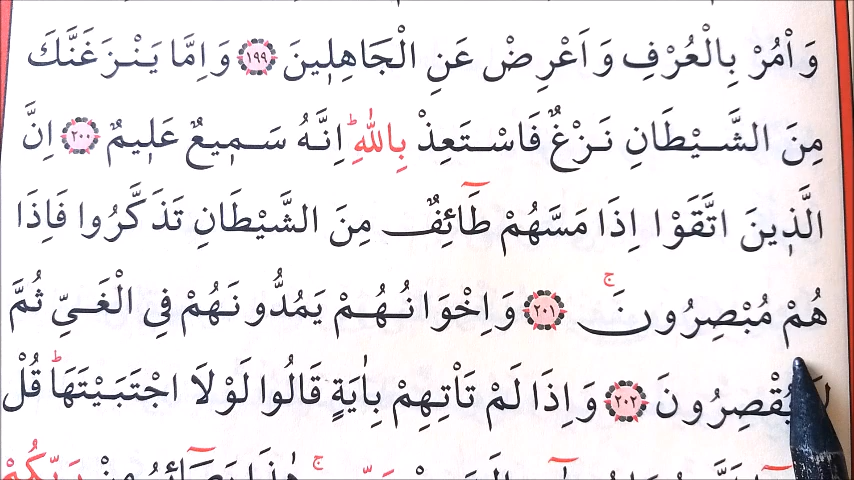 وَاْمُرْ بِالْعُرْفِ وَاَعْرِضْ عَنِ الْجَاهِلٖينَ ﴿١٩٩﴾ وَاِمَّا يَنْزَغَنَّكَ
مِنَ الشَّيْطَانِ نَزْغٌ فَاسْتَعِذْ بِاللّٰهِؕ اِنَّهُ سَمٖيعٌ عَلٖيمٌ ﴿٢٠٠﴾ اِنَّ
الَّذٖينَ اتَّقَوْا اِذَا مَسَّهُمْ طَٓائِفٌ مِنَ الشَّيْطَانِ تَذَكَّرُوا فَاِذَا
هُمْ مُبْصِرُونَۚ ﴿٢٠١﴾ وَاِخْوَانُهُمْ يَمُدُّونَهُمْ فِي الْغَيِّ ثُمَّ
يُقْصِرُونَ ﴿٢٠٢﴾ وَاِذَا لَمْ تَأْتِهِمْ بِاٰيَةٍ قَالُوا لَوْلَا اجْتَبَيْتَهَاؕ قُلْ